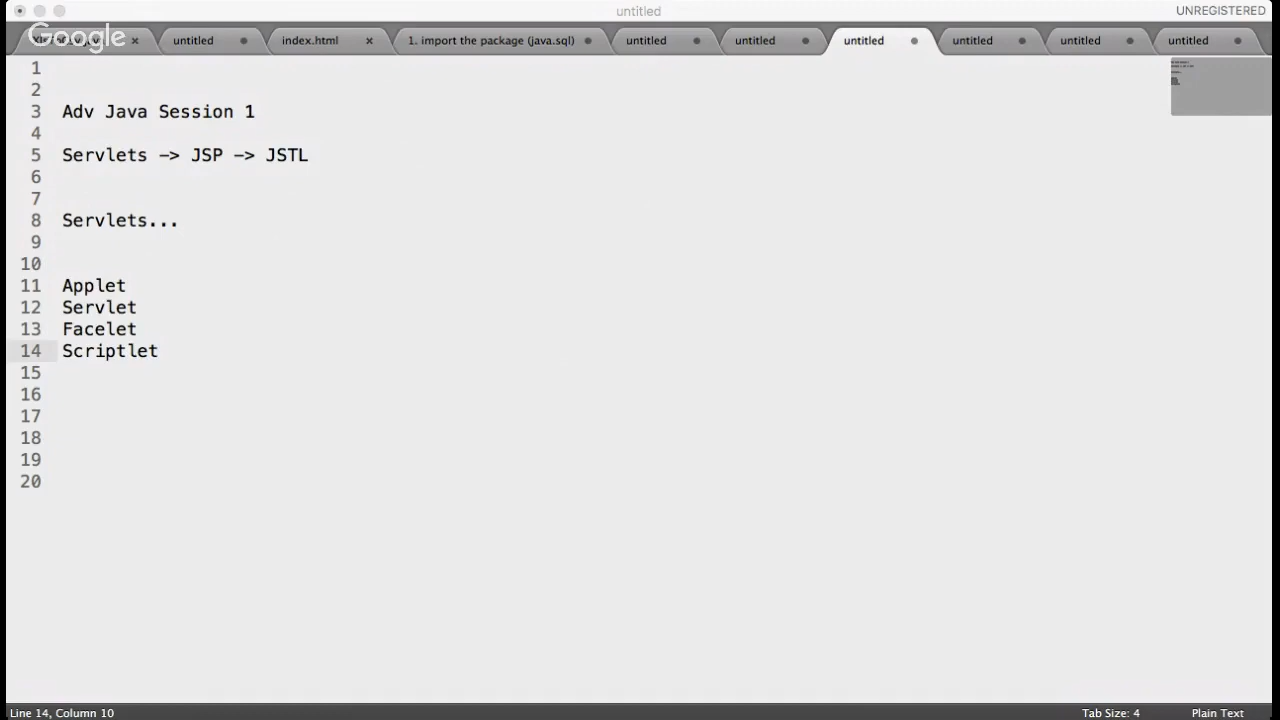 untitled
UNREGISTERED
Google
untitled
index.html
1. import the package (java.sql)
untitled
untitled
untitled
untitled
untitled
untitled
1
2
3 Adv Java Session 1
4
5 Servlets -> JSP -> JSTL
6
7
8 Servlets...
9
10
11 Applet
12 Servlet
13 Facelet
14 Scriptlet
15
16
17
18
19
20
Line 14, Column 10
Tab Size: 4
Plain Text